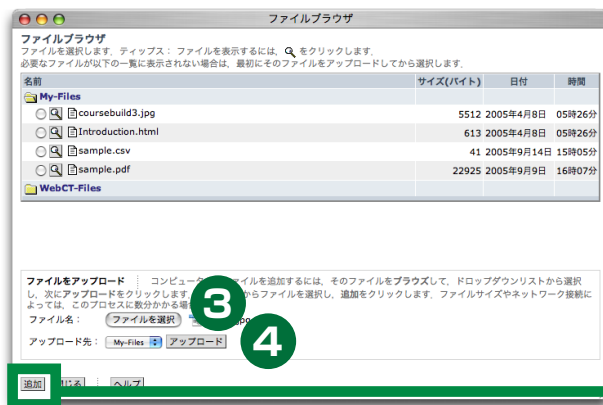 ファイルブラウザ
ファイルブラウザ
ファイルを選択します．ティップス： ファイルを表示するには， をクリックします．
必要なファイルが以下の一覧に表示されない場合は，最初にそのファイルをアップロードしてから選択します．
名前 サイズ(バイト) 日付 時間
My-Files
coursebuild3.jpg 5512 2005年4月8日 05時26分
Introduction.html 613 2005年4月8日 05時26分
sample.csv 41 2005年9月14日 15時05分
sample.pdf 22925 2005年9月9日 16時07分
WebCT-Files
ファイルをアップロード コンピュータ ァイルを追加するには，そのファイルをブラウズして，ドロップダウンリストから選択
し，次にアップロードをクリックします． からファイルを選択し，追加をクリックします．ファイルサイズやネットワーク接続に
よっては，このプロセスに数分かかる場
ファイル名： ファイルを選択
3
アップロード先： My-Files アップロード
4
追加 じる ヘルプ